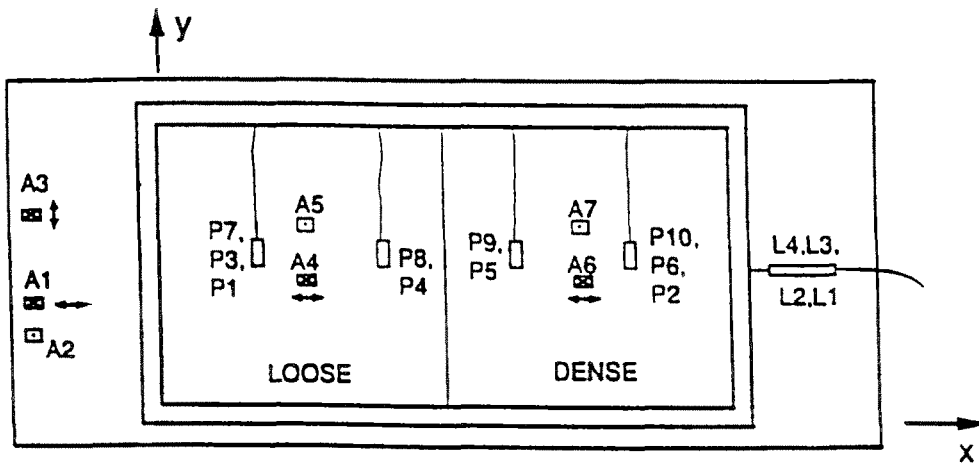 y
A3
A1
A2
P7,
P3,
P1
A5
A4
P8,
P4
P9,
P5
A7
A6
P10,
P6,
P2
L4,L3,
L2,L1
LOOSE
DENSE
x